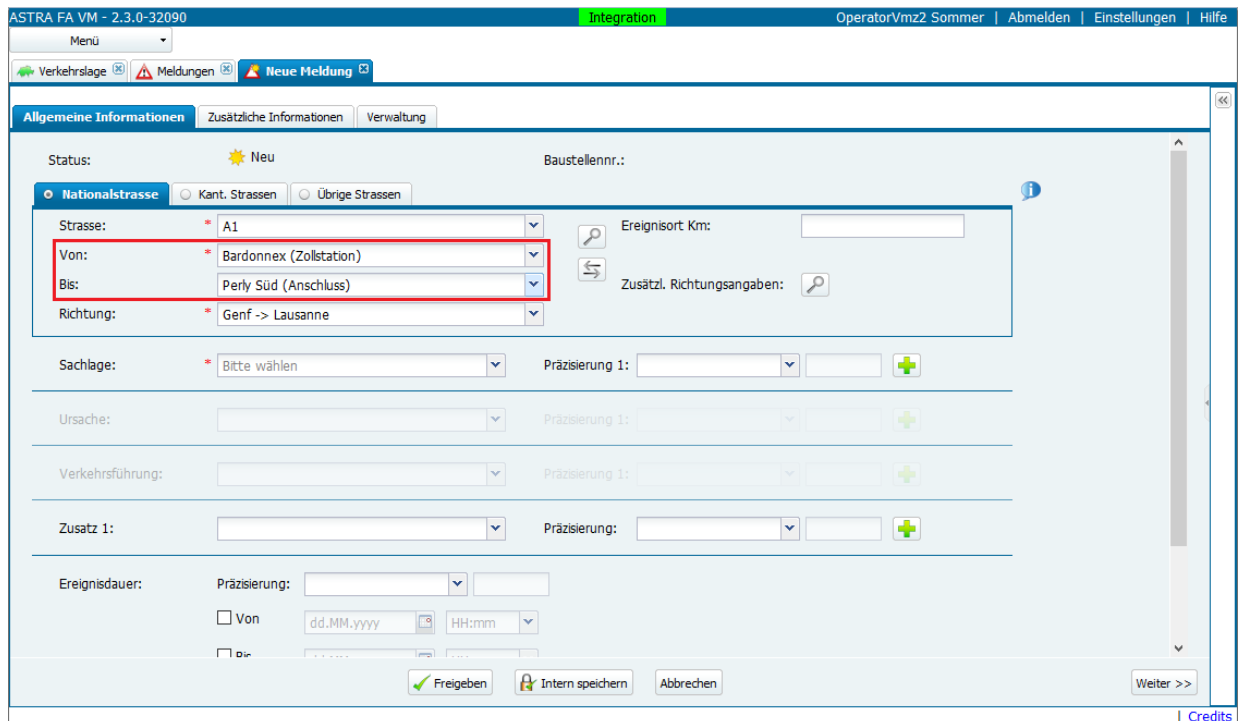 ASTRA FA VM - 2.3.0-32090 Integration OperatorVmz2 Sommer | Abmelden | Einstellungen | Hilfe
Menü
Verkehrslage Meldungen Neue Meldung
Allgemeine Informationen Zusätzliche Informationen Verwaltung
Status: Neu Baustellennr.:
Nationalstrasse Kant. Strassen Übrige Strassen
Strasse: * A1 Ereignisort Km:
Von: * Bardonnex (Zollstation)
Bis: Perly Süd (Anschluss) Zusätzl. Richtungsangaben:
Richtung: * Genf -> Lausanne
Sachlage: * Bitte wählen Präzisierung 1:
Ursache: Präzisierung 1:
Verkehrsführung: Präzisierung 1:
Zusatz 1: Präzisierung:
Ereignisdauer: Präzisierung:
Von dd.MM.yyyy HH:mm
Bis
Freigeben Intern speichern Abbrechen Weiter >>
| Credits